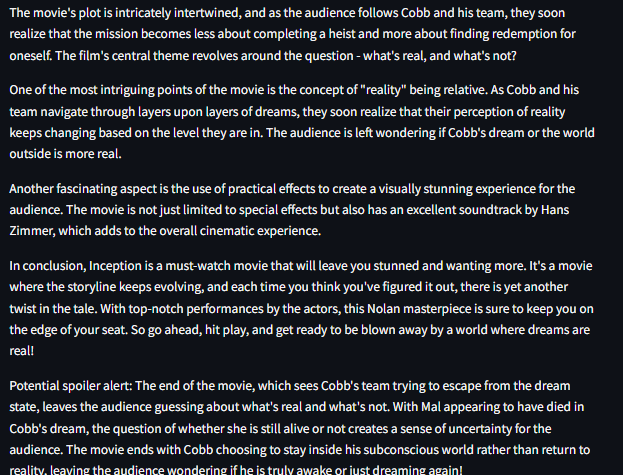 The movie's plot is intricately intertwined, and as the audience follows Cobb and his team, they soon
realize that the mission becomes less about completing a heist and more about finding redemption for
oneself. The film's central theme revolves around the question - what's real, and what's not?
One of the most intriguing points of the movie is the concept of "reality" being relative. As Cobb and his
team navigate through layers upon layers of dreams, they soon realize that their perception of reality
keeps changing based on the level they are in. The audience is left wondering if Cobb's dream or the world
outside is more real.
Another fascinating aspect is the use of practical effects to create a visually stunning experience for the
audience. The movie is not just limited to special effects but also has an excellent soundtrack by Hans
Zimmer, which adds to the overall cinematic experience.
In conclusion, Inception is a must-watch movie that will leave you stunned and wanting more. It's a movie
where the storyline keeps evolving, and each time you think you've figured it out, there is yet another
twist in the tale. With top-notch performances by the actors, this Nolan masterpiece is sure to keep you on
the edge of your seat. So go ahead, hit play, and get ready to be blown away by a world where dreams are
real!
Potential spoiler alert: The end of the movie, which sees Cobb's team trying to escape from the dream
state, leaves the audience guessing about what's real and what's not. With Mal appearing to have died in
Cobb's dream, the question of whether she is still alive or not creates a sense of uncertainty for the
audience. The movie ends with Cobb choosing to stay inside his subconscious world rather than return to
reality, leaving the audience wondering if he is truly awake or just dreaming again!